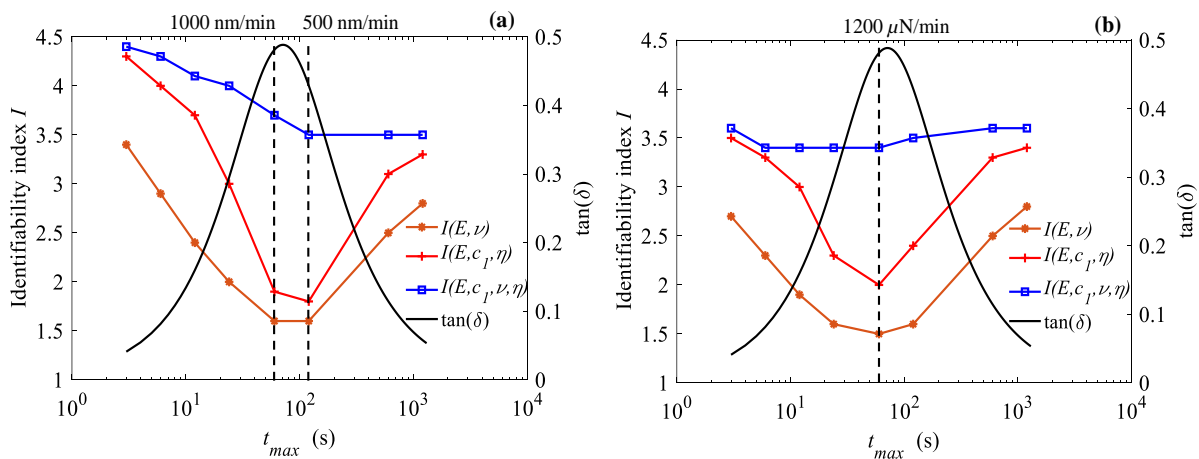 1000 nm/min 500 nm/min (a)
4.5
4
3.5
3
2.5
2
1.5
1
Identifiability index I
0.5
0.4
0.3
0.2
0.1
0
tan(δ)
I(E,ν)
I(E,c1,η)
I(E,c1,ν,η)
tan(δ)
10^0 10^1 10^2 10^3 10^4
t_max (s)
1200 μN/min (b)
4.5
4
3.5
3
2.5
2
1.5
1
Identifiability index I
0.5
0.4
0.3
0.2
0.1
0
tan(δ)
I(E,ν)
I(E,c1,η)
I(E,c1,ν,η)
tan(δ)
10^0 10^1 10^2 10^3 10^4
t_max (s)